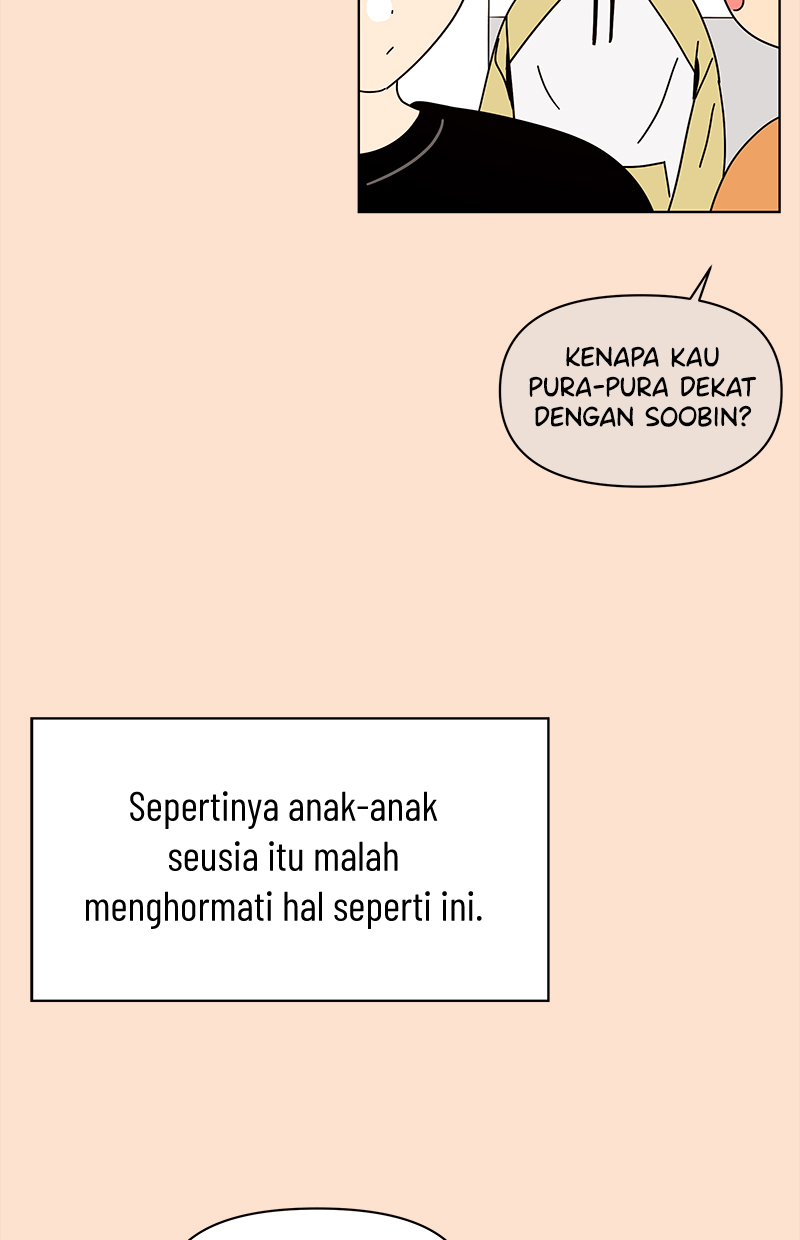 KENAPA KAU
PURA-PURA DEKAT
DENGAN SOOBIN?
Sepertinya anak-anak
seusia itu malah
menghormati hal seperti ini.